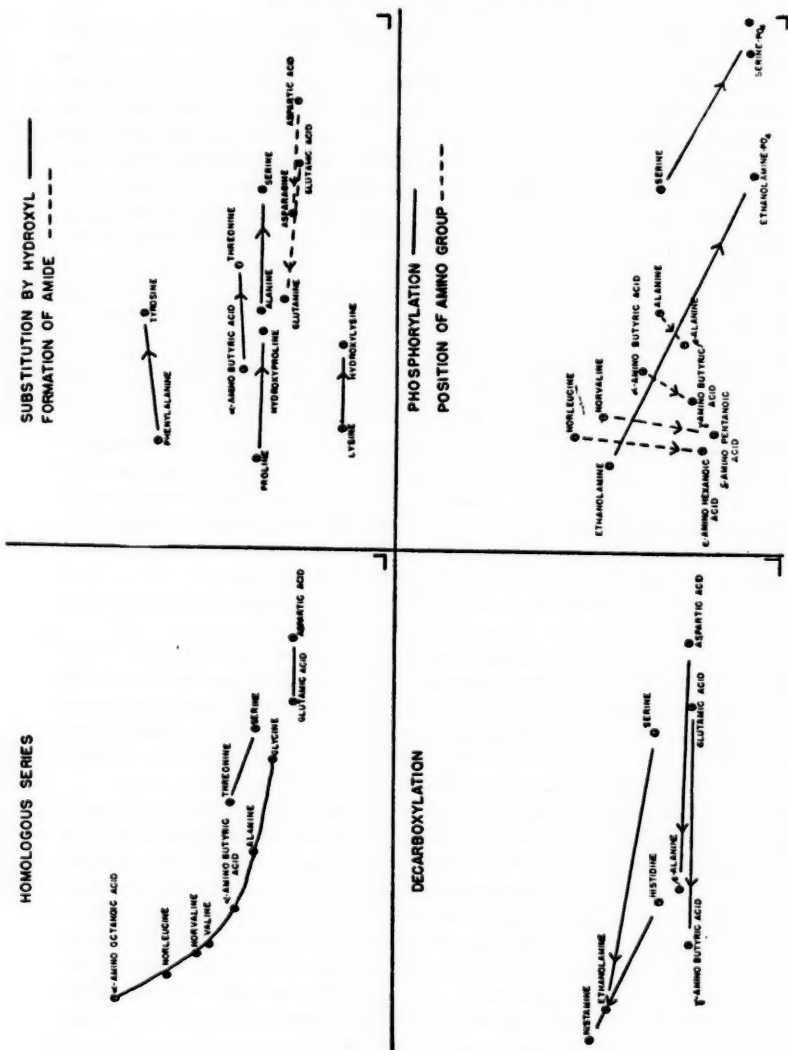 HOMOLOGOUS SERIES
α-AMINO OCTANOIC ACID
NORLEUCINE
NORVALINE
VALINE
α-AMINO BUTYRIC
ACID
THREONINE
ALANINE
SERINE
GLYCINE
GLUTAMIC ACID
ASPARTIC ACID
SUBSTITUTION BY HYDROXYL
FORMATION OF AMIDE
PHENYLALANINE
TYROSINE
α-AMINO BUTYRIC ACID
THREONINE
PROLINE
HYDROXYPROLINE
ALANINE
SERINE
GLUTAMINE
ASPARAGINE
GLUTAMIC ACID
ASPARTIC ACID
LYSINE
HYDROXYLYSINE
DECARBOXYLATION
HISTAMINE
ETHANOLAMINE
HISTIDINE
SERINE
β-ALANINE
γ-AMINO BUTYRIC ACID
GLUTAMIC ACID
ASPARTIC ACID
PHOSPHORYLATION
POSITION OF AMINO GROUP
NORLEUCINE
NORVALINE
ETHANOLAMINE
α-AMINO BUTYRIC ACID
ALANINE
SERINE
β-ALANINE
γ-AMINO BUTYRIC
ACID
δ-AMINO PENTANOIC
ACID
ε-AMINO HEXANOIC
ACID
ETHANOLAMINE-PO₄
SERINE-PO₄